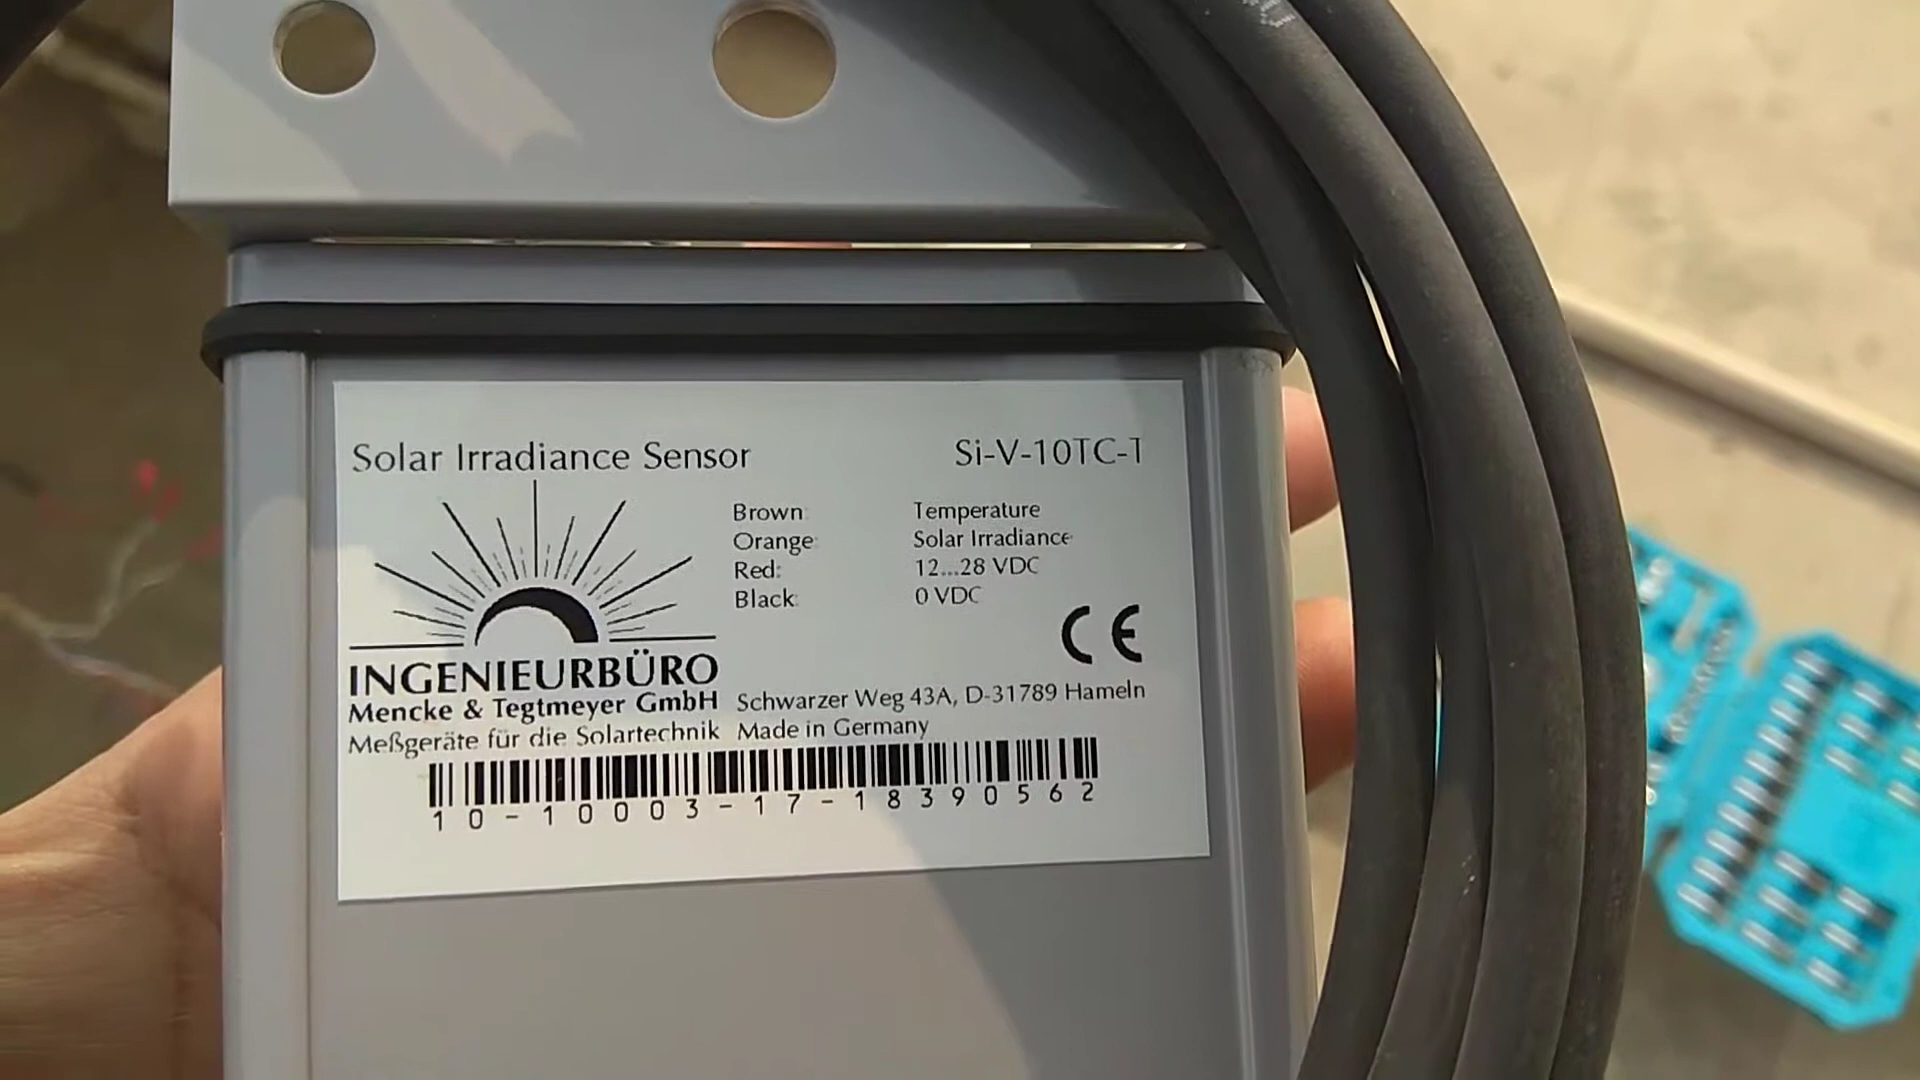 Solar Irradiance Sensor Si-V-10TC-T
Brown: Temperature
Orange: Solar Irradiance
Red: 12...28 VDC
Black: 0 VDC
CE
INGENIEURBÜRO
Mencke & Tegtmeyer GmbH Schwarzer Weg 43A, D-31789 Hameln
Meßgeräte für die Solartechnik Made in Germany
10-10003-17-18390562